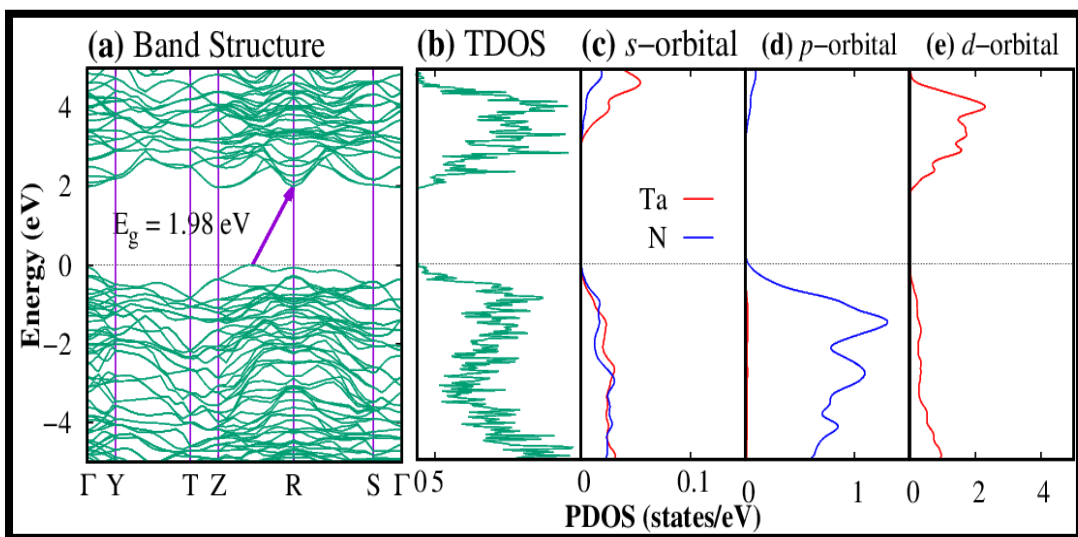 (a) Band Structure
(b) TDOS
(c) s-orbital
(d) p-orbital
(e) d-orbital
Energy (eV)
4
2
0
−2
−4
E_g = 1.98 eV
Ta
N
Γ Y T Z R S Γ
0 5
0 0.1
0 1
0 2 4
PDOS (states/eV)